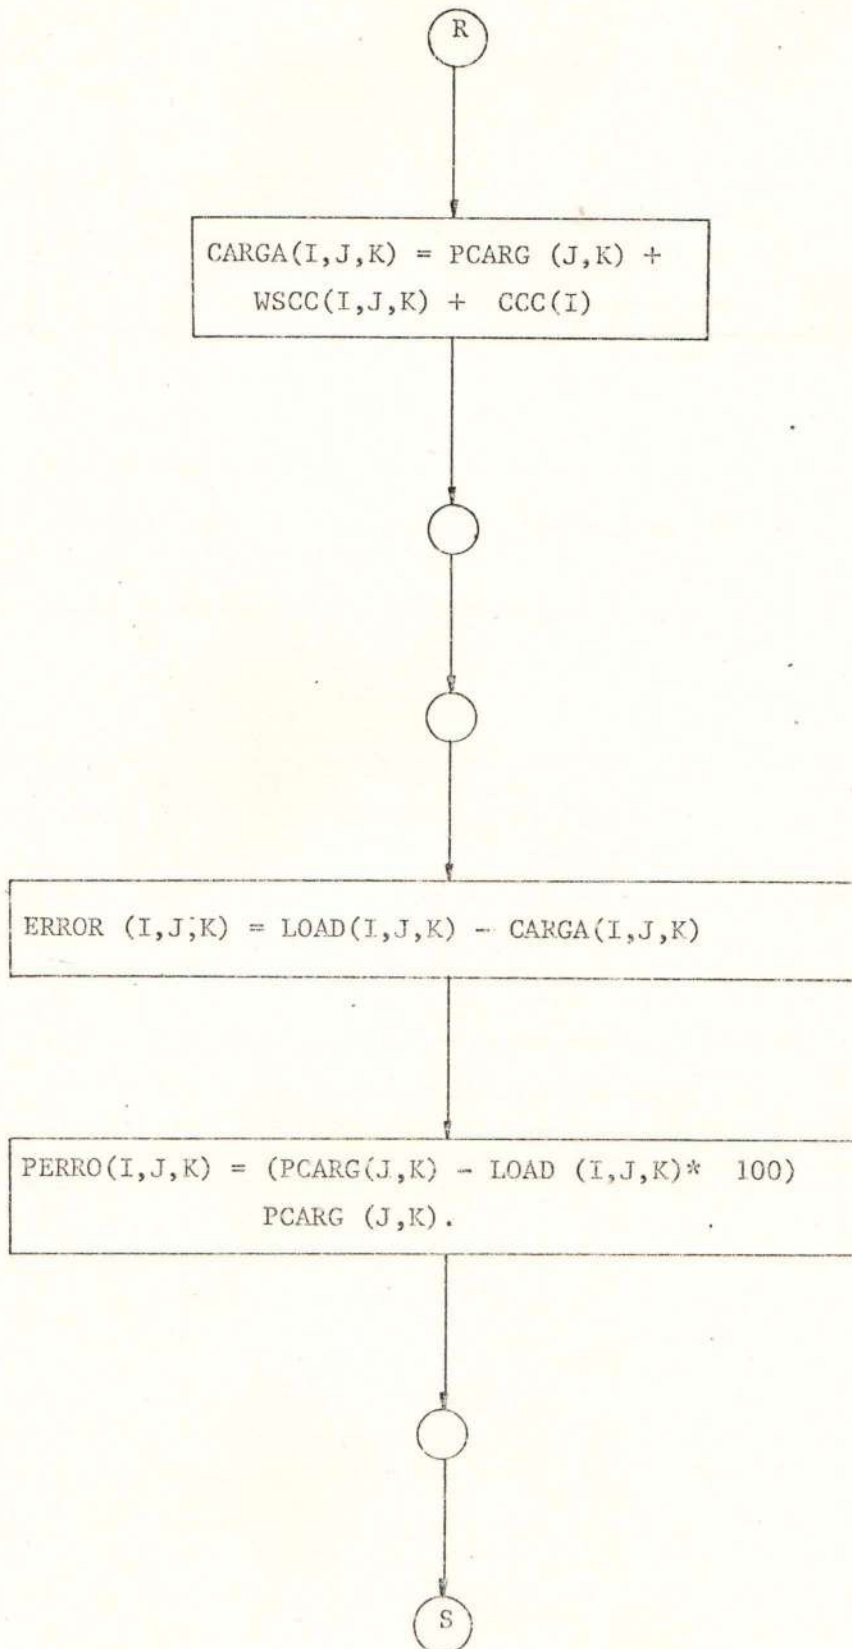 R
CARGA(I,J,K) = PCARG (J,K) +
WSCC(I,J,K) + CCC(I)
ERROR (I,J;K) = LOAD(I,J,K) - CARGA(I,J,K)
PERRO(I,J,K) = (PCARG(J,K) - LOAD (I,J,K)* 100)
PCARG (J,K).
S